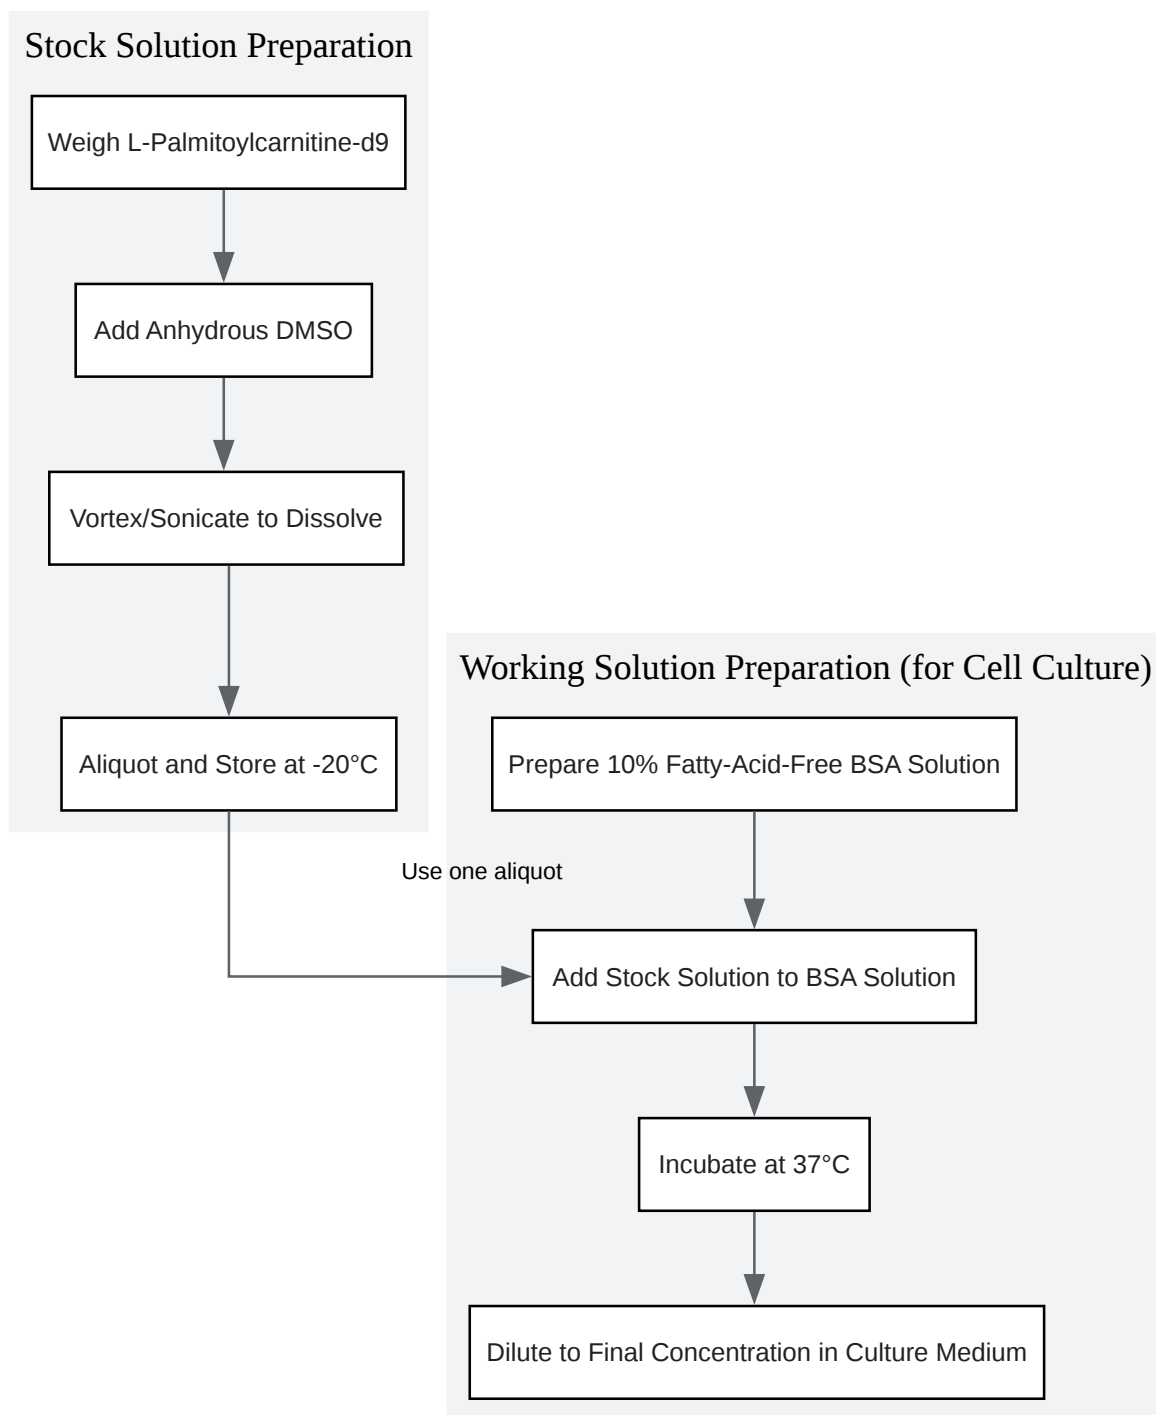 Stock Solution Preparation
Weigh L-Palmitoylcarnitine-d9
Add Anhydrous DMSO
Vortex/Sonicate to Dissolve
Aliquot and Store at -20°C
Use one aliquot
Working Solution Preparation (for Cell Culture)
Prepare 10% Fatty-Acid-Free BSA Solution
Add Stock Solution to BSA Solution
Incubate at 37°C
Dilute to Final Concentration in Culture Medium